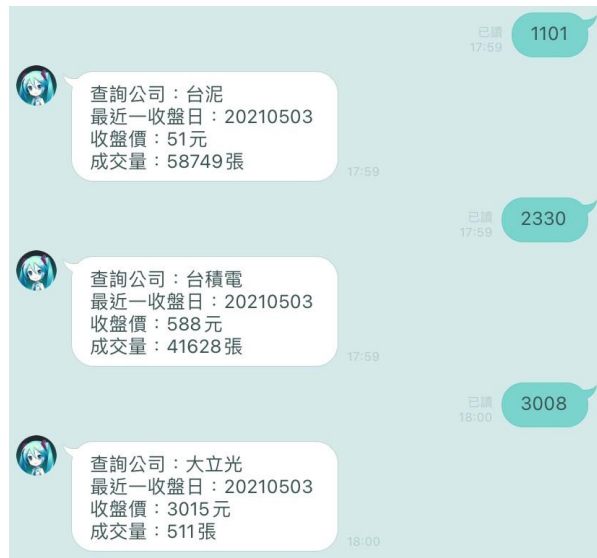 已讀
17:59
1101
查詢公司：台泥
最近一收盤日：20210503
收盤價：51元
成交量：58749張
17:59
已讀
17:59
2330
查詢公司：台積電
最近一收盤日：20210503
收盤價：588元
成交量：41628張
17:59
已讀
18:00
3008
查詢公司：大立光
最近一收盤日：20210503
收盤價：3015元
成交量：511張
18:00